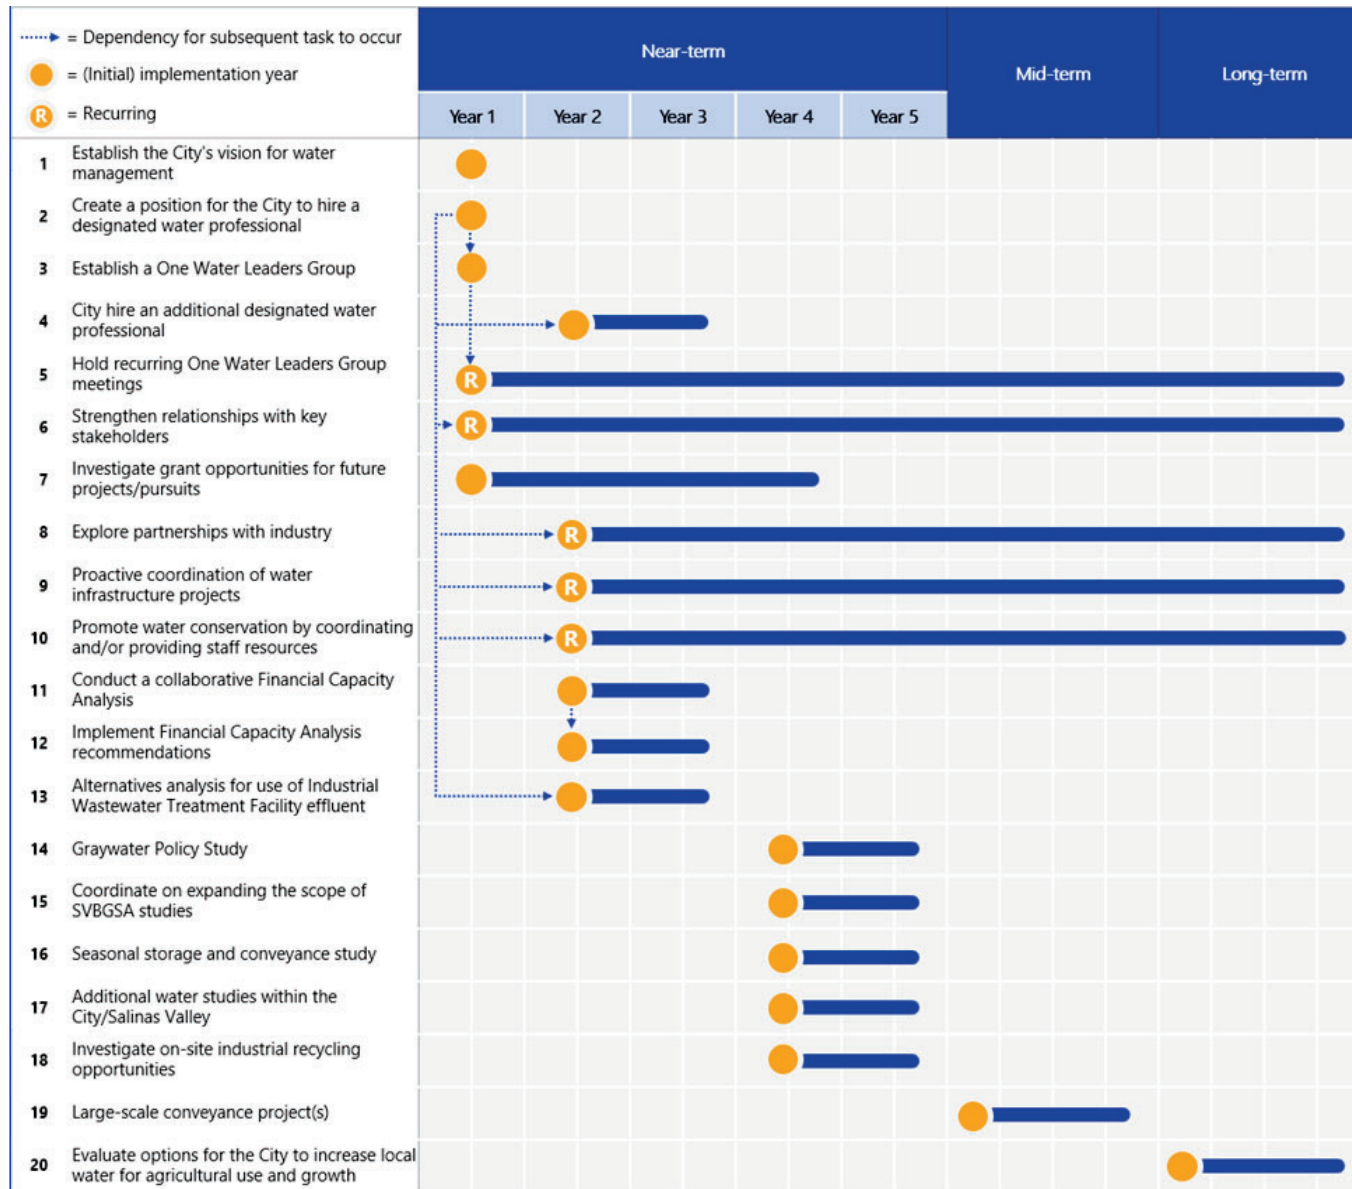 = Dependency for subsequent task to occur
= (Initial) implementation year
R = Recurring
Near-term
Mid-term
Long-term
Year 1
Year 2
Year 3
Year 4
Year 5
1 Establish the City's vision for water
management
2 Create a position for the City to hire a
designated water professional
3 Establish a One Water Leaders Group
4 City hire an additional designated water
professional
5 Hold recurring One Water Leaders Group
meetings
R
6 Strengthen relationships with key
stakeholders
R
7 Investigate grant opportunities for future
projects/pursuits
8 Explore partnerships with industry
R
9 Proactive coordination of water
infrastructure projects
R
10 Promote water conservation by coordinating
and/or providing staff resources
R
11 Conduct a collaborative Financial Capacity
Analysis
12 Implement Financial Capacity Analysis
recommendations
13 Alternatives analysis for use of Industrial
Wastewater Treatment Facility effluent
14 Graywater Policy Study
15 Coordinate on expanding the scope of
SVBGSA studies
16 Seasonal storage and conveyance study
17 Additional water studies within the
City/Salinas Valley
18 Investigate on-site industrial recycling
opportunities
19 Large-scale conveyance project(s)
20 Evaluate options for the City to increase local
water for agricultural use and growth